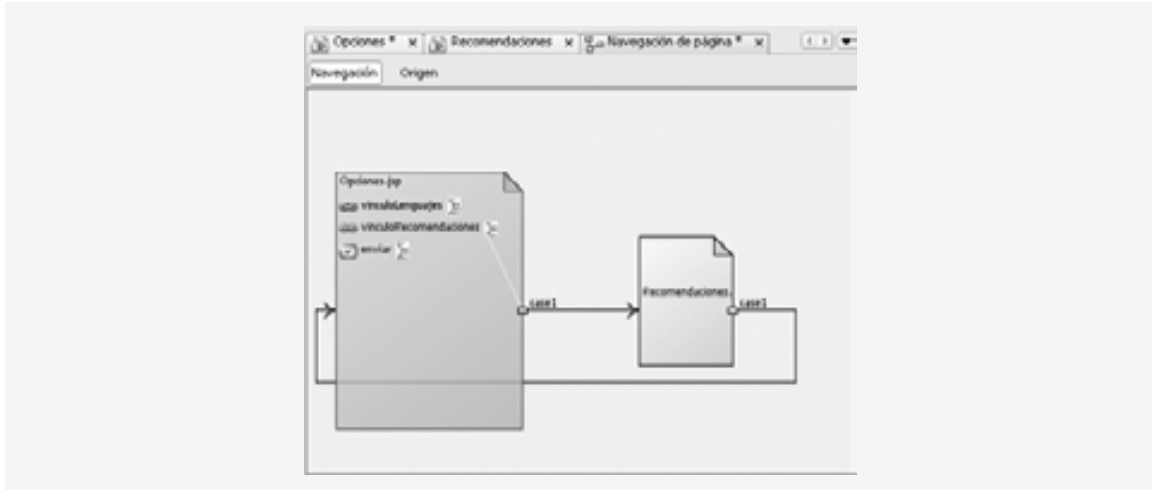 Opciones * x Recomendaciones x Navegación de página * x
Navegación Origen
Opciones.jsp
vinculoLenguajes
vinculoRecomendaciones
enviar
case1
Recomendaciones.
case1